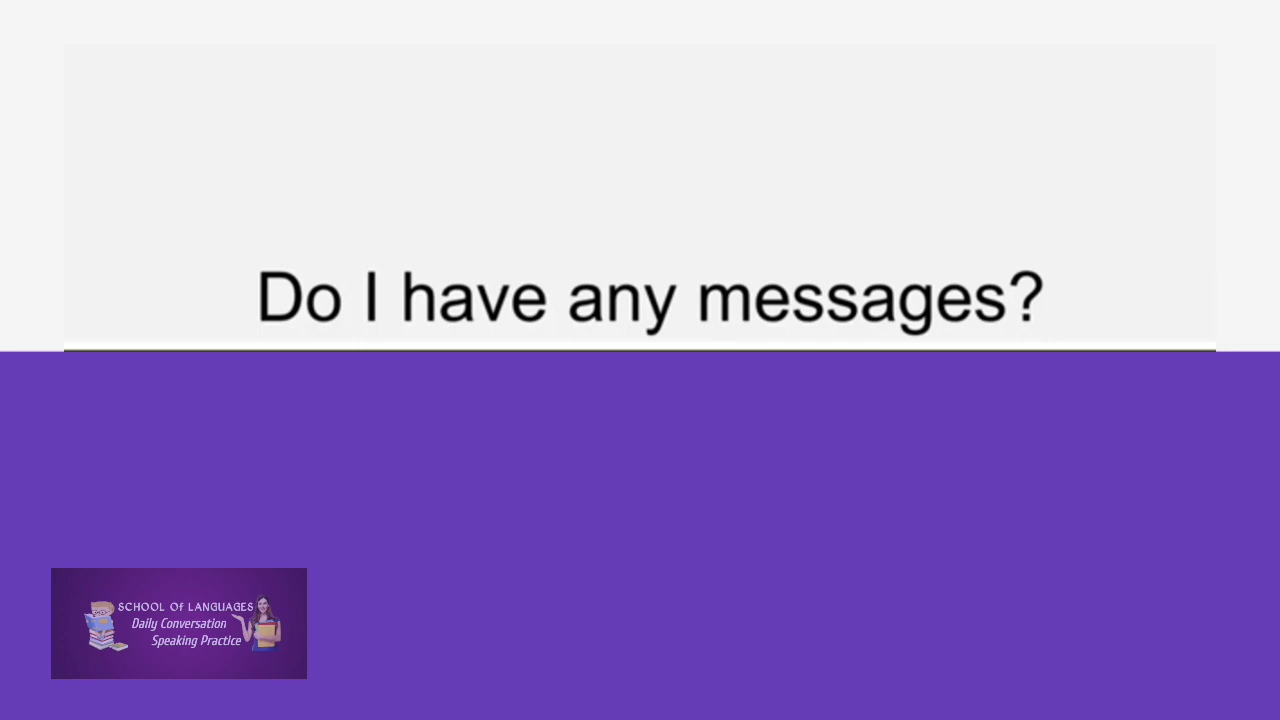 Do I have any messages?
SCHOOL Of LANGUAGES
Daily Conversation
Speaking Practice